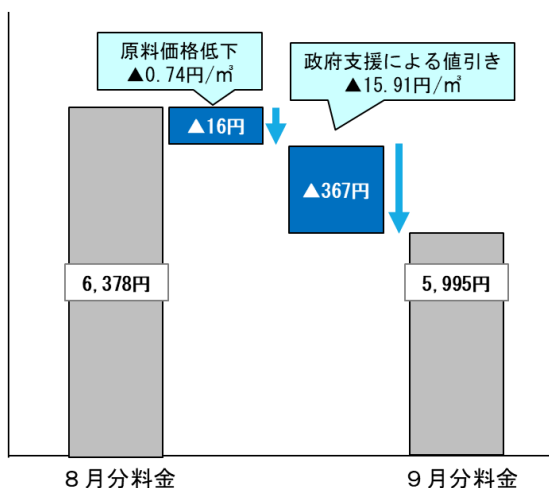 原料価格低下
▲0.74円/㎥
政府支援による値引き
▲15.91円/㎥
▲16円
▲367円
6,378円
5,995円
８月分料金
９月分料金